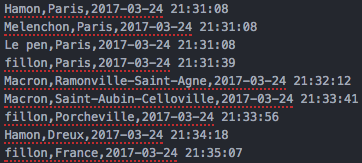 Hamon,Paris,2017-03-24 21:31:08
Melenchon,Paris,2017-03-24 21:31:08
Le pen,Paris,2017-03-24 21:31:08
fillon,Paris,2017-03-24 21:31:39
Macron,Ramonville-Saint-Agne,2017-03-24 21:32:12
Macron,Saint-Aubin-Celloville,2017-03-24 21:33:41
fillon,Porcheville,2017-03-24 21:33:56
Hamon,Dreux,2017-03-24 21:34:18
fillon,France,2017-03-24 21:35:07